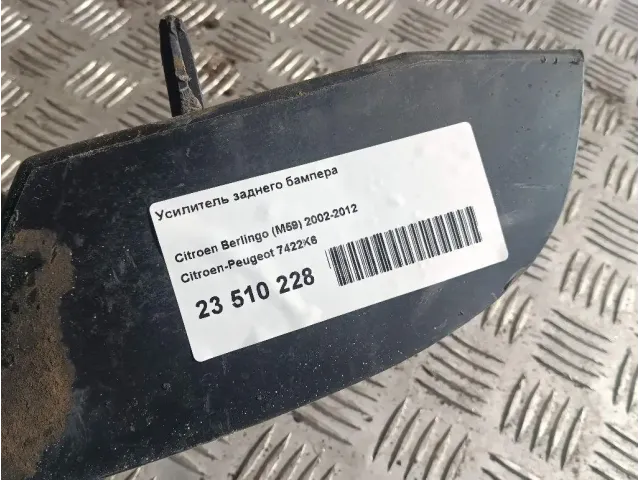 Усилитель заднего бампера
Citroen Berlingo (M59) 2002-2012
Citroen-Peugeot 7422K6
23 510 228